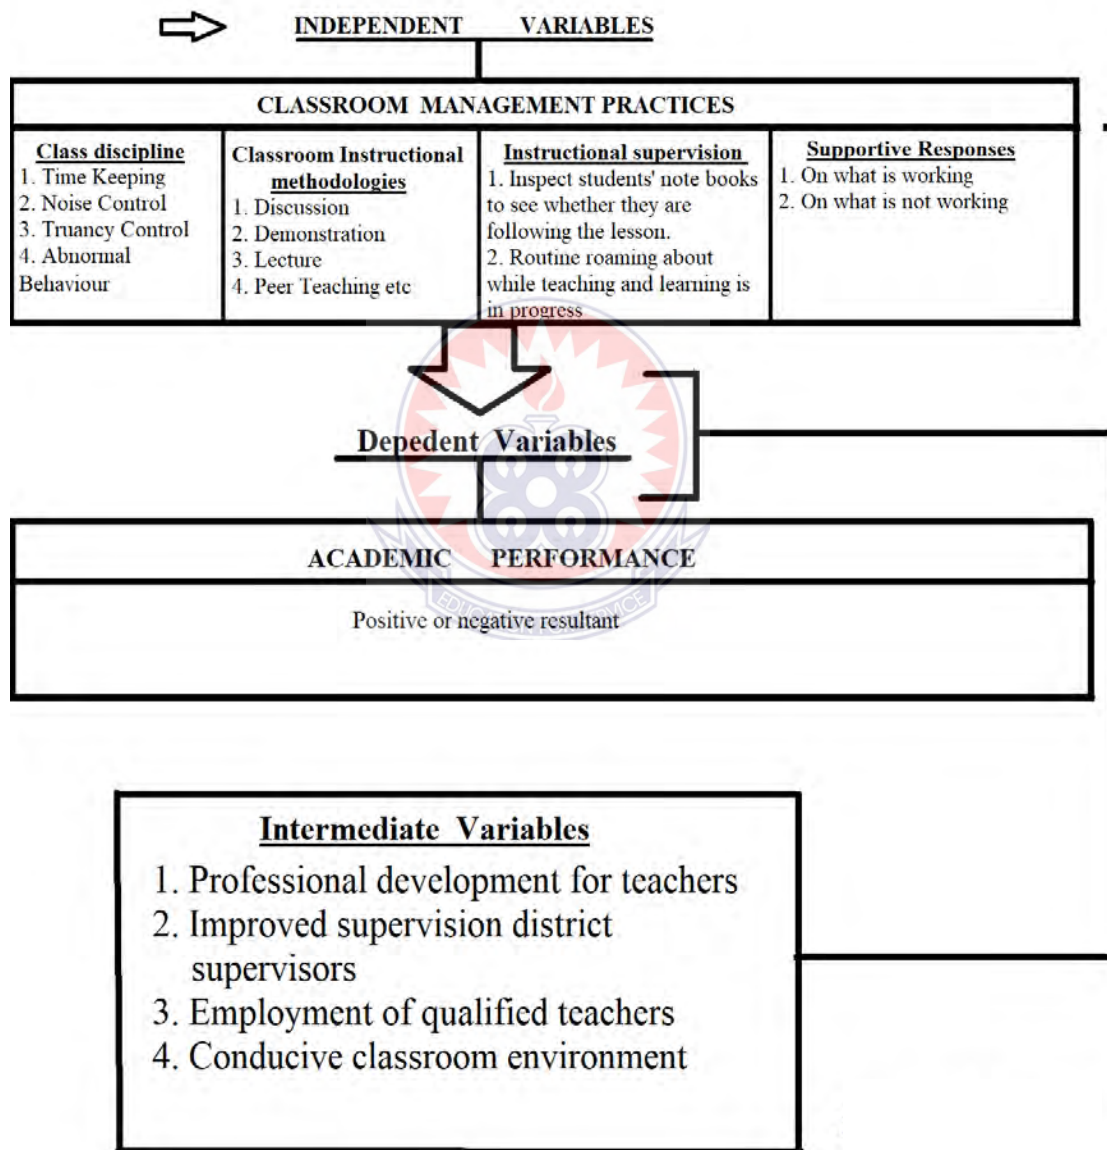 INDEPENDENT VARIABLES
CLASSROOM MANAGEMENT PRACTICES
Class discipline
1. Time Keeping
2. Noise Control
3. Truancy Control
4. Abnormal
Behaviour
Classroom Instructional
methodologies
1. Discussion
2. Demonstration
3. Lecture
4. Peer Teaching etc
Instructional supervision
1. Inspect students' note books
to see whether they are
following the lesson.
2. Routine roaming about
while teaching and learning is
in progress
Supportive Responses
1. On what is working
2. On what is not working
Depedent Variables
ACADEMIC PERFORMANCE
Positive or negative resultant
EDUCATION FOR SERVICE
Intermediate Variables
1. Professional development for teachers
2. Improved supervision district
supervisors
3. Employment of qualified teachers
4. Conducive classroom environment